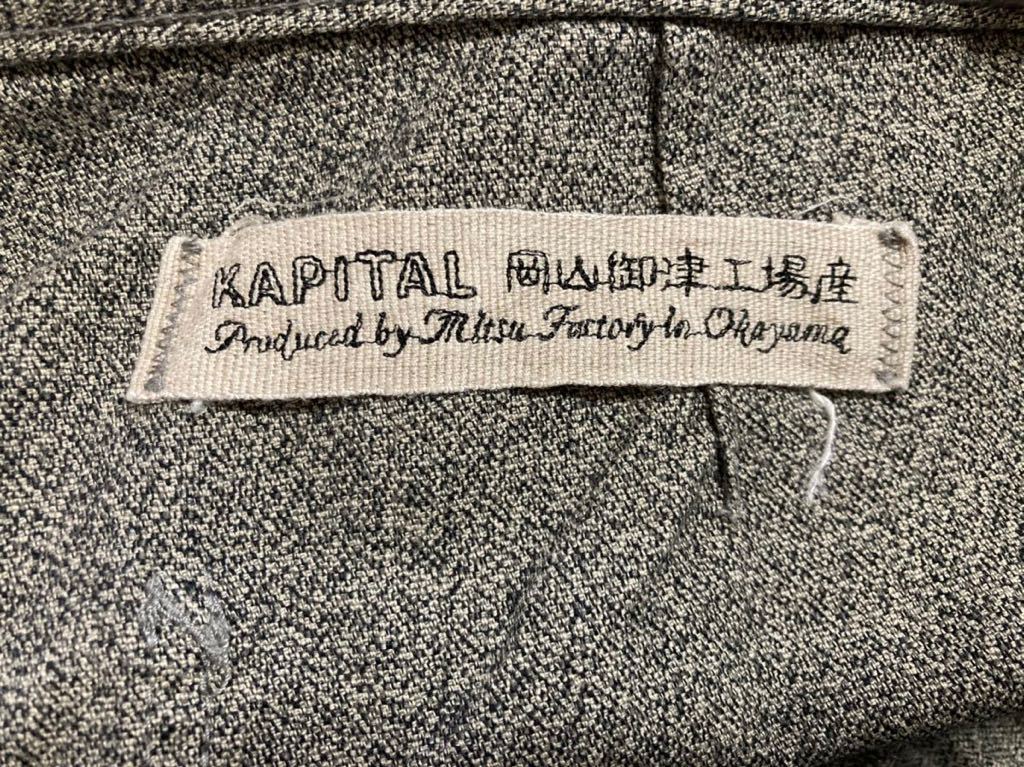 KAPITAL 岡山御津工場産
Produced by Mitsu Factory In Okayama